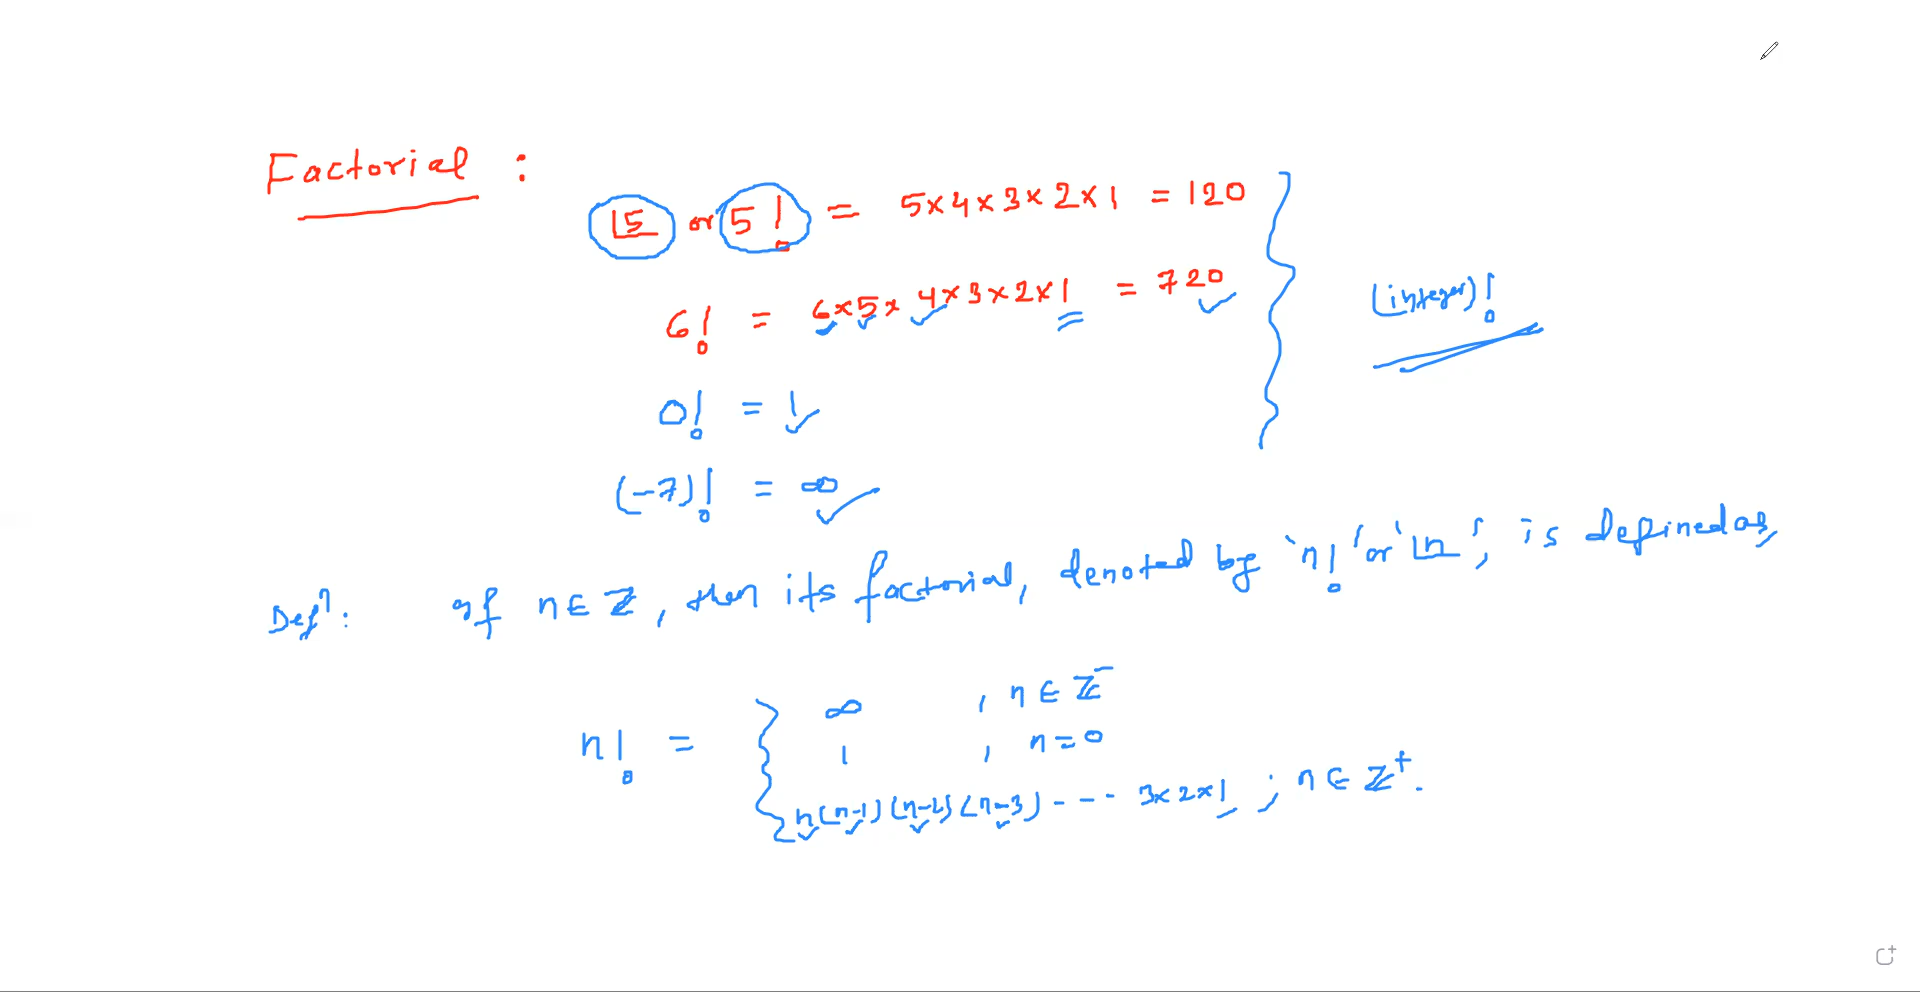 Factorial :
⌊5 or 5! = 5×4×3×2×1 = 120
6! = 6×5×4×3×2×1 = 720
(integer)!
0! = 1
(-7)! = ∞
Defⁿ: If n ∈ ℤ, then its factorial, denoted by 'n!' or '⌊n', is defined as,
n! = { ∞ , n ∈ ℤ⁻
1 , n = 0
n(n-1)(n-2)(n-3) ---- 3×2×1 ; n ∈ ℤ⁺.